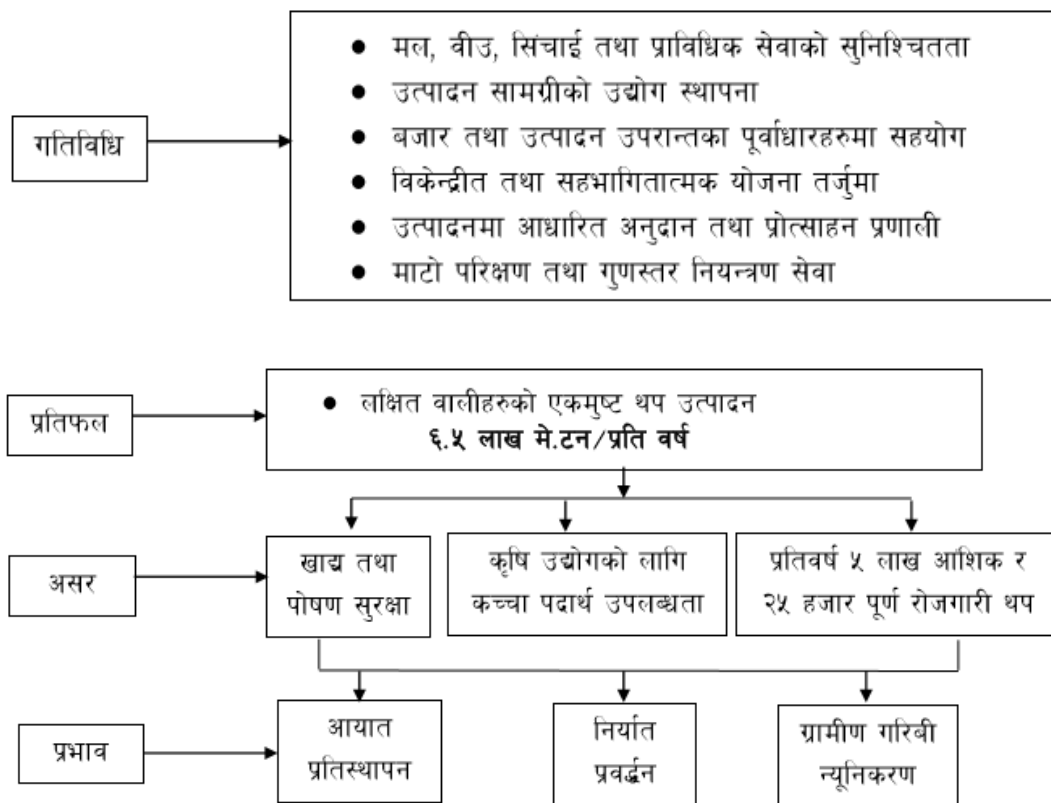 गतिविधि
● मल, वीउ, सिंचाई तथा प्राविधिक सेवाको सुनिश्चितता
● उत्पादन सामग्रीको उद्योग स्थापना
● बजार तथा उत्पादन उपरान्तका पूर्वाधारहरुमा सहयोग
● विकेन्द्रीत तथा सहभागितात्मक योजना तर्जुमा
● उत्पादनमा आधारित अनुदान तथा प्रोत्साहन प्रणाली
● माटो परिक्षण तथा गुणस्तर नियन्त्रण सेवा
प्रतिफल
● लक्षित वालीहरुको एकमुष्ट थप उत्पादन
६.५ लाख मे.टन/प्रति वर्ष
असर
खाद्य तथा
पोषण सुरक्षा
कृषि उद्योगको लागि
कच्चा पदार्थ उपलब्धता
प्रतिवर्ष ५ लाख आंशिक र
२५ हजार पूर्ण रोजगारी थप
प्रभाव
आयात
प्रतिस्थापन
निर्यात
प्रवर्द्धन
ग्रामीण गरिबी
न्यूनिकरण